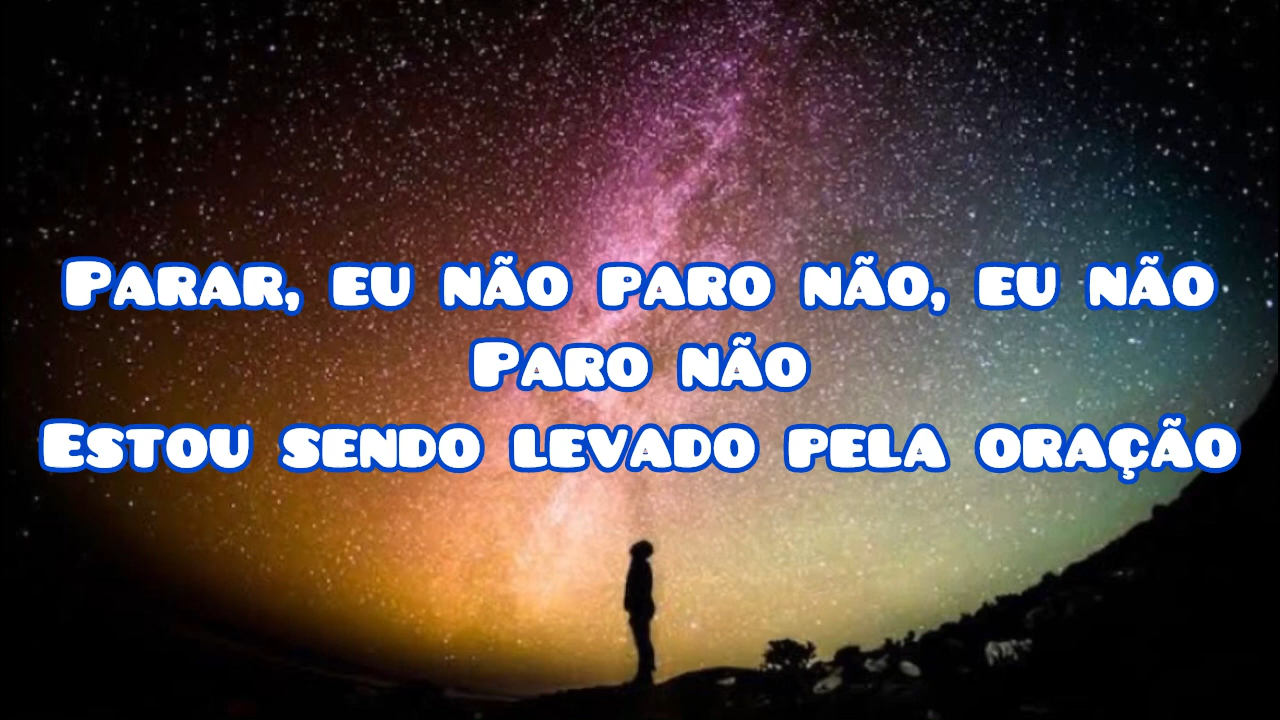 Parar, eu não paro não, eu não
Paro não
Estou sendo levado pela oração